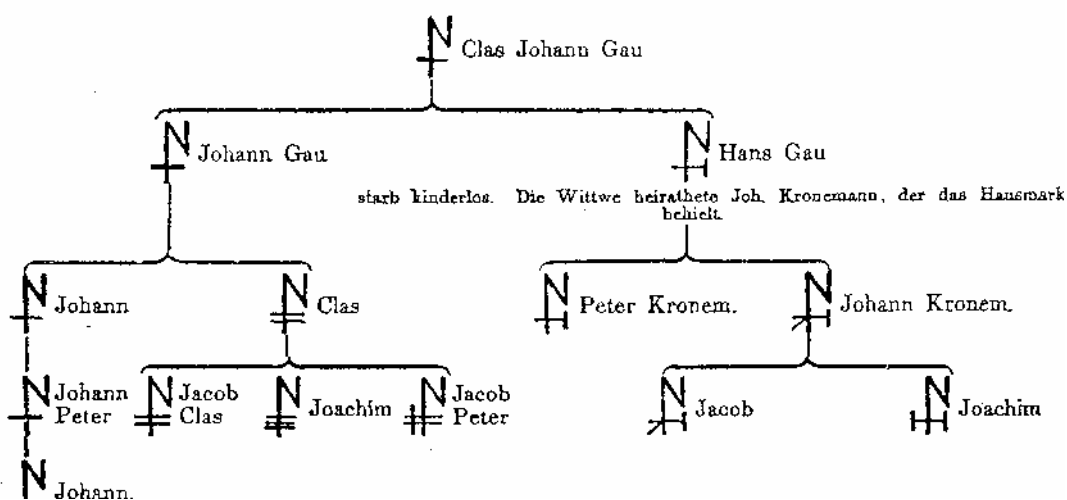 Clas Johann Gau
Johann Gau
Hans Gau
starb kinderlos. Die Wittwe heirathete Joh. Kronemann, der das Hausmark
behielt.
Johann
Clas
Peter Kronem.
Johann Kronem.
Johann
Peter
Jacob
Clas
Joachim
Jacob
Peter
Jacob
Joachim
Johann.